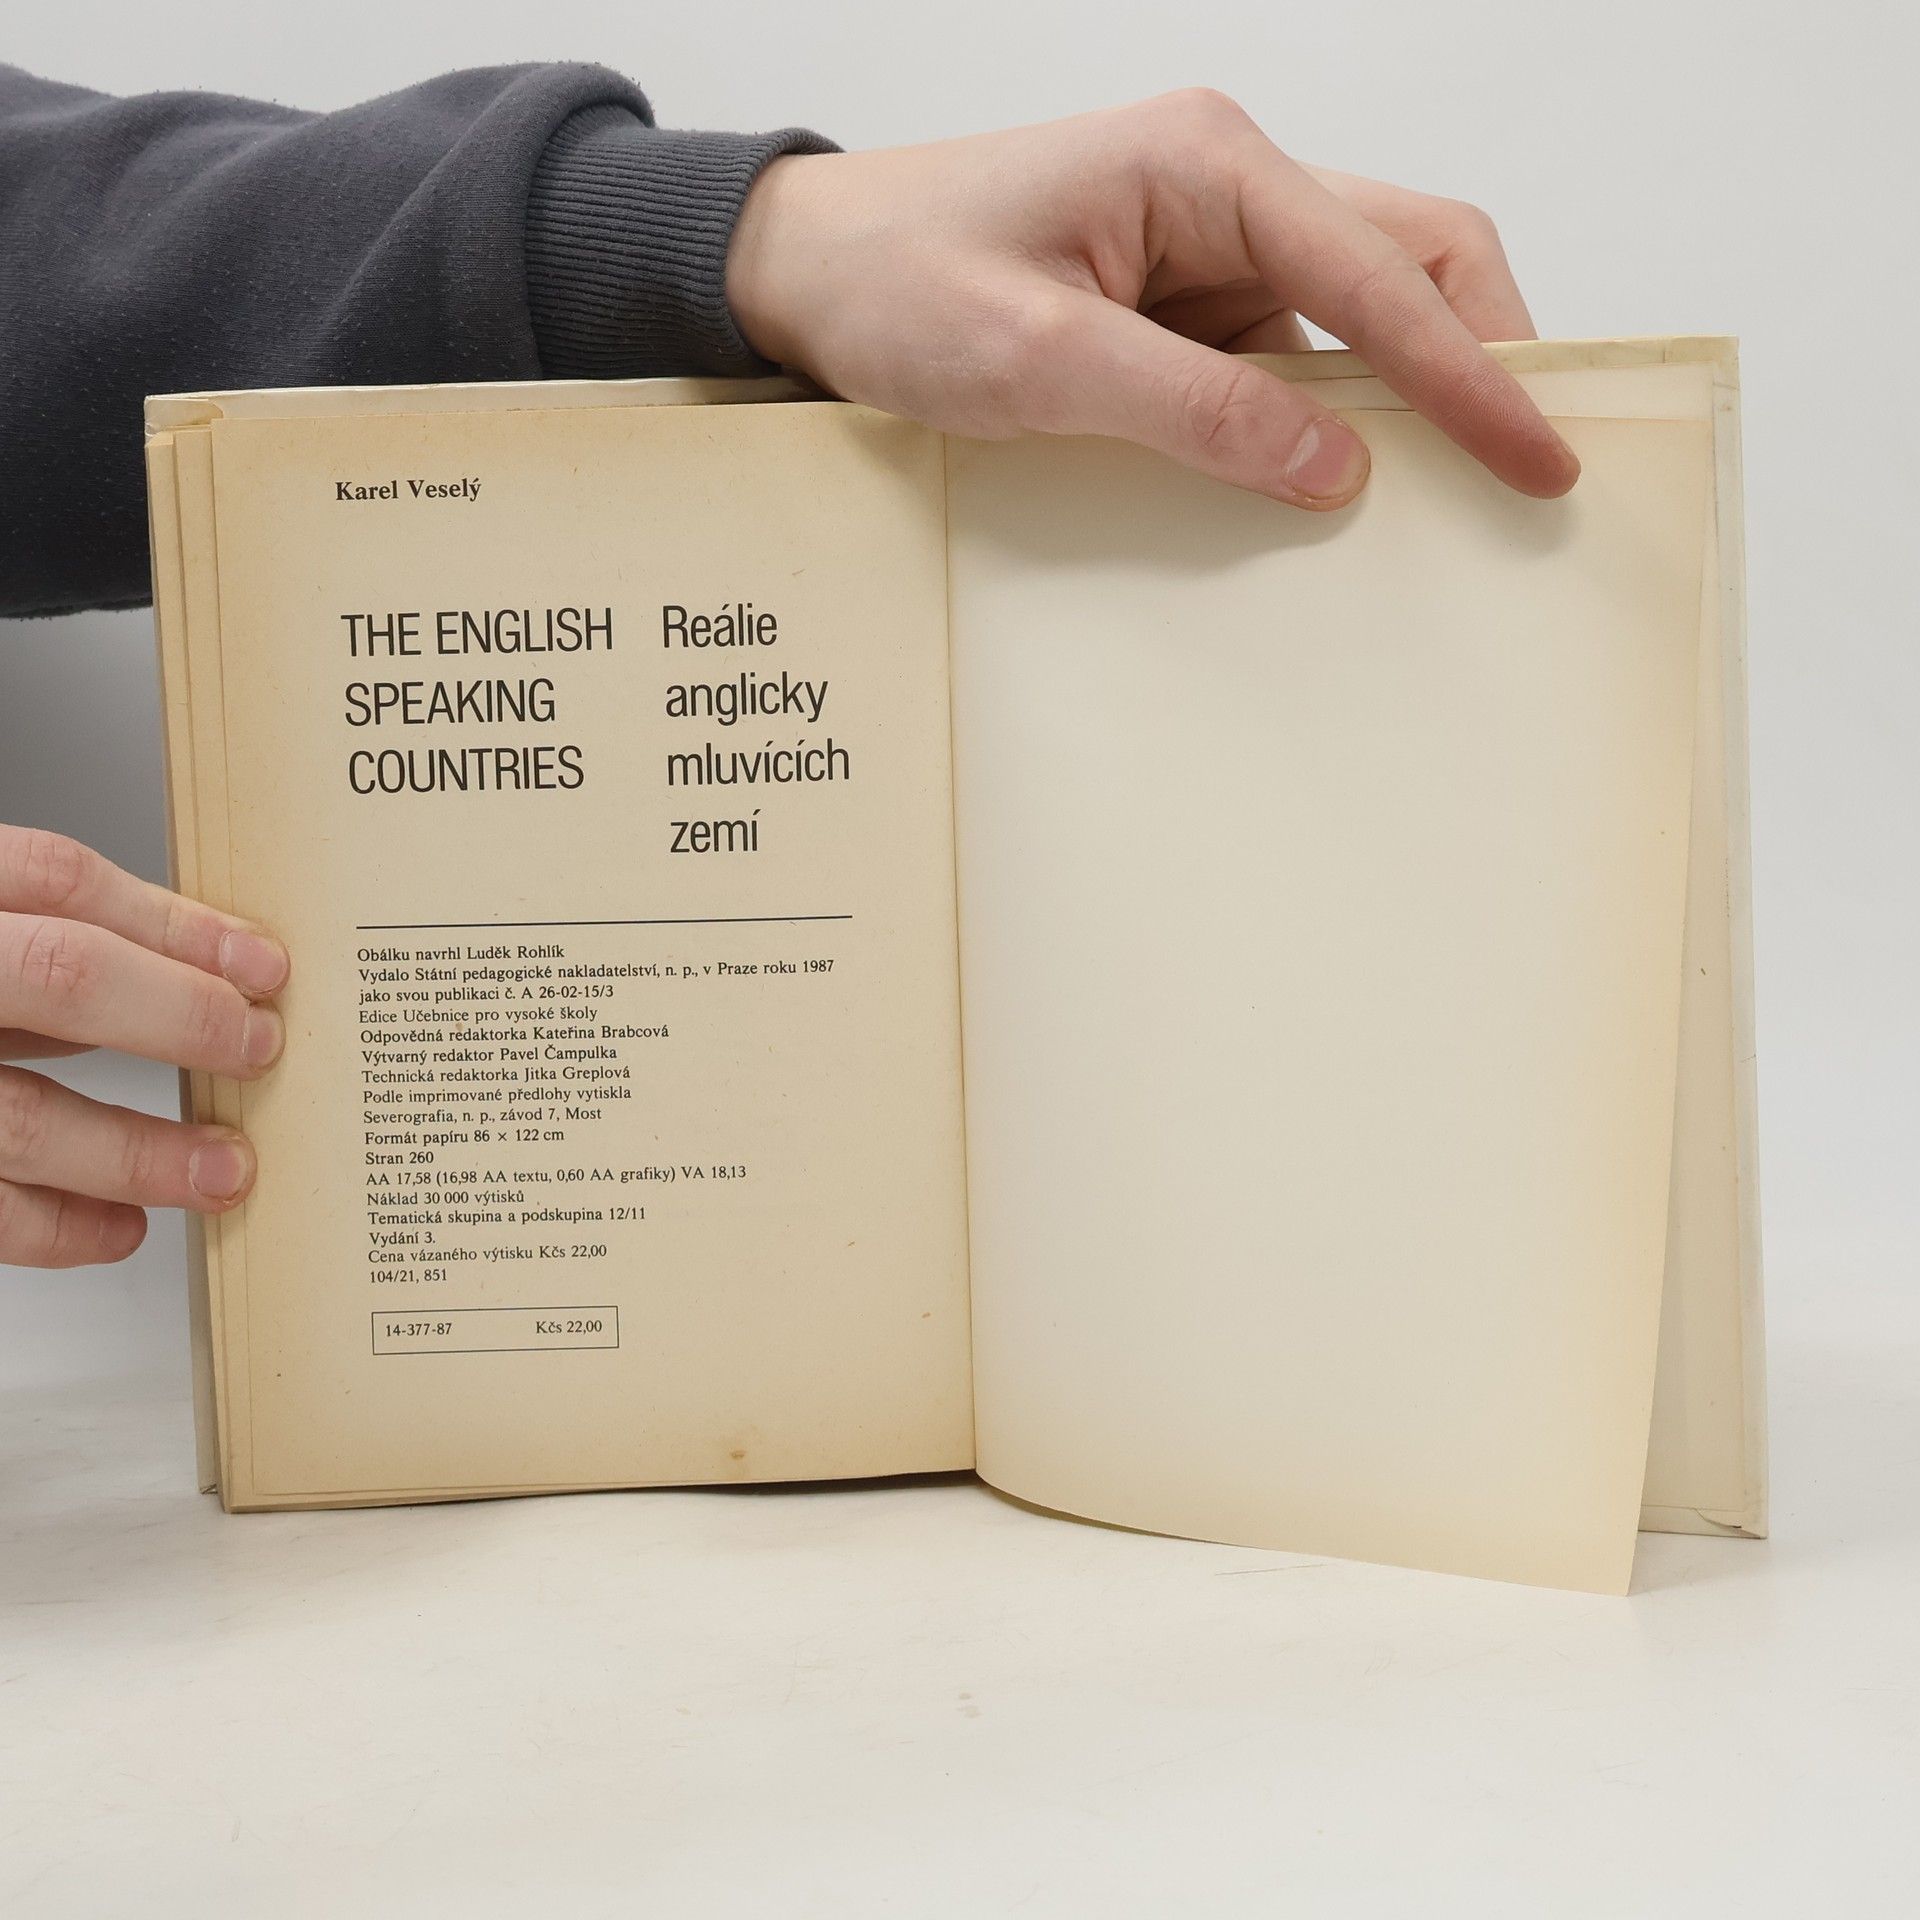 Karel Veselý
THE ENGLISH
SPEAKING
COUNTRIES
Reálie
anglicky
mluvících
zemí
Obálku navrhl Luděk Rohlík
Vydalo Státní pedagogické nakladatelství, n. p., v Praze roku 1987
jako svou publikaci č. A 26-02-15/3
Edice Učebnice pro vysoké školy
Odpovědná redaktorka Kateřina Brabcová
Výtvarný redaktor Pavel Čampulka
Technická redaktorka Jitka Greplová
Podle imprimované předlohy vytiskla
Severografia, n. p., závod 7, Most
Formát papíru 86 × 122 cm
Stran 260
AA 17,58 (16,98 AA textu, 0,60 AA grafiky) VA 18,13
Náklad 30 000 výtisků
Tematická skupina a podskupina 12/11
Vydání 3.
Cena vázaného výtisku Kčs 22,00
104/21, 851
14-377-87 Kčs 22,00